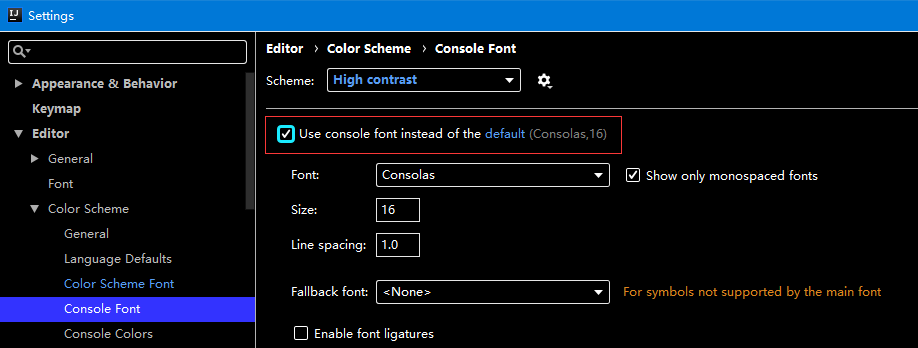 IJ Settings
Editor › Color Scheme › Console Font
Scheme: High contrast
Appearance & Behavior
Keymap
Editor
General
Font
Color Scheme
General
Language Defaults
Color Scheme Font
Console Font
Console Colors
Use console font instead of the default (Consolas,16)
Font: Consolas Show only monospaced fonts
Size: 16
Line spacing: 1.0
Fallback font: <None> For symbols not supported by the main font
Enable font ligatures